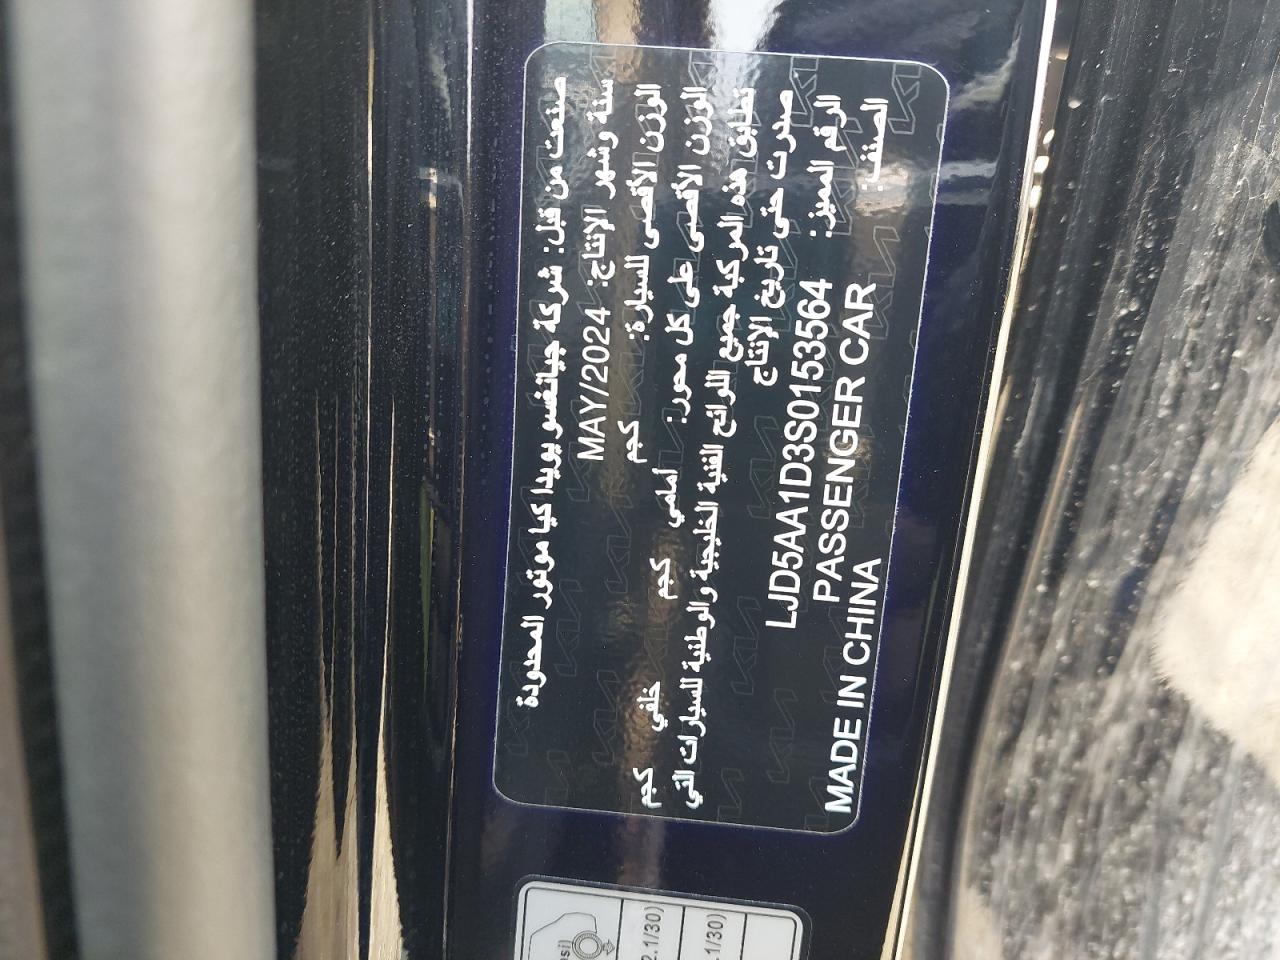 صنعت من قبل: شركة جيانغسو يويدا كيا موتور المحدودة
سنة وشهر الإنتاج: MAY/2024
الوزن الأقصى للسيارة: كجم
الوزن الأقصى على كل محور: أمامي كجم خلفي كجم
تطابق هذه المركبة جميع اللوائح الفنية الخليجية والوطنية للسيارات التي
صدرت حتى تاريخ الإنتاج
الرقم المميز: LJD5AA1D3S0153564
الصنف: PASSENGER CAR
MADE IN CHINA